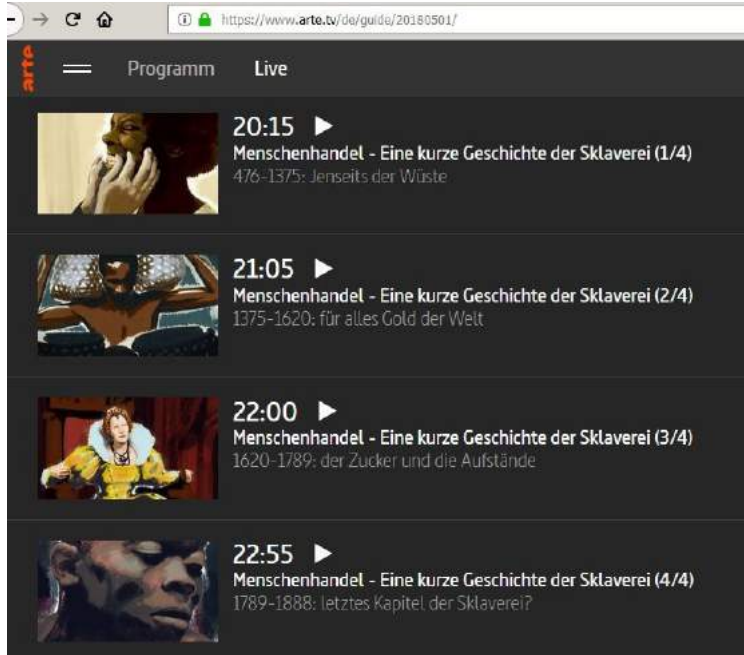 https://www.arte.tv/de/guide/20180501/
arte
Programm Live
20:15
Menschenhandel - Eine kurze Geschichte der Sklaverei (1/4)
476-1375: Jenseits der Wüste
21:05
Menschenhandel - Eine kurze Geschichte der Sklaverei (2/4)
1375-1620: für alles Gold der Welt
22:00
Menschenhandel - Eine kurze Geschichte der Sklaverei (3/4)
1620-1789: der Zucker und die Aufstände
22:55
Menschenhandel - Eine kurze Geschichte der Sklaverei (4/4)
1789-1888: letztes Kapitel der Sklaverei?